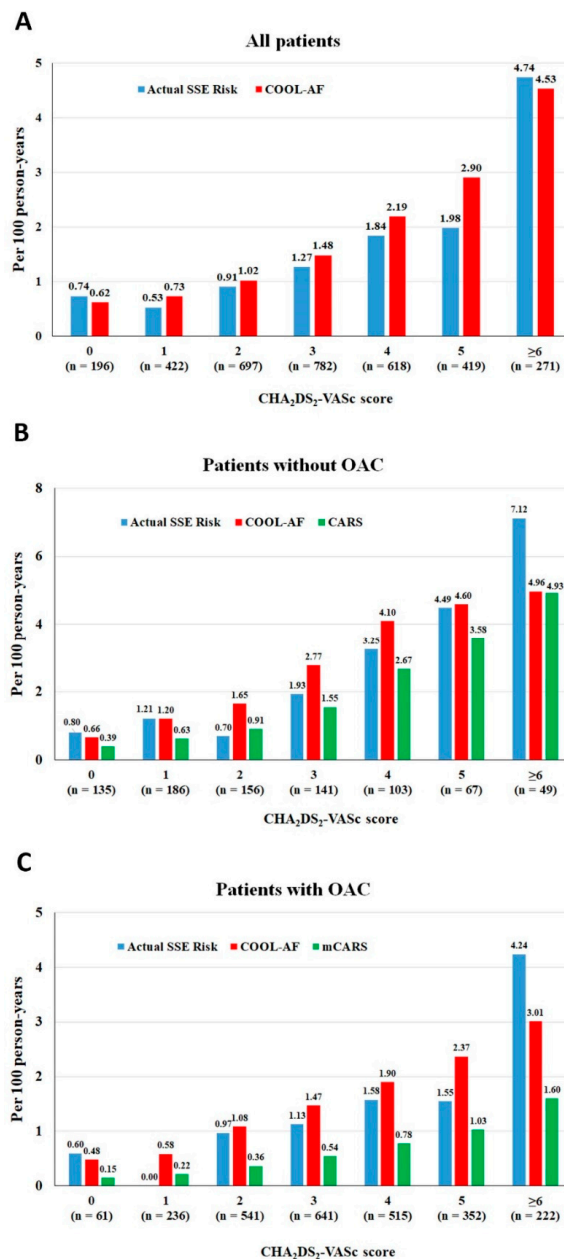 A
All patients
Per 100 person-years
5
4
3
2
1
0
Actual SSE Risk COOL-AF
0.74 0.62 0.53 0.73 0.91 1.02 1.27 1.48 1.84 2.19 1.98 2.90 4.74 4.53
0 1 2 3 4 5 ≥6
(n = 196) (n = 422) (n = 697) (n = 782) (n = 618) (n = 419) (n = 271)
CHA₂DS₂-VASc score
B
Patients without OAC
Per 100 person-years
8
6
4
2
0
Actual SSE Risk COOL-AF CARS
0.80 0.66 0.39 1.21 1.20 0.63 0.70 1.65 0.91 1.93 2.77 1.55 3.25 4.10 2.67 4.49 4.60 3.58 7.12 4.96 4.93
0 1 2 3 4 5 ≥6
(n = 135) (n = 186) (n = 156) (n = 141) (n = 103) (n = 67) (n = 49)
CHA₂DS₂-VASc score
C
Patients with OAC
Per 100 person-years
5
4
3
2
1
0
Actual SSE Risk COOL-AF mCARS
0.60 0.48 0.15 0.00 0.58 0.22 0.97 1.08 0.36 1.13 1.47 0.54 1.58 1.90 0.78 1.55 2.37 1.03 4.24 3.01 1.60
0 1 2 3 4 5 ≥6
(n = 61) (n = 236) (n = 541) (n = 641) (n = 515) (n = 352) (n = 222)
CHA₂DS₂-VASc score